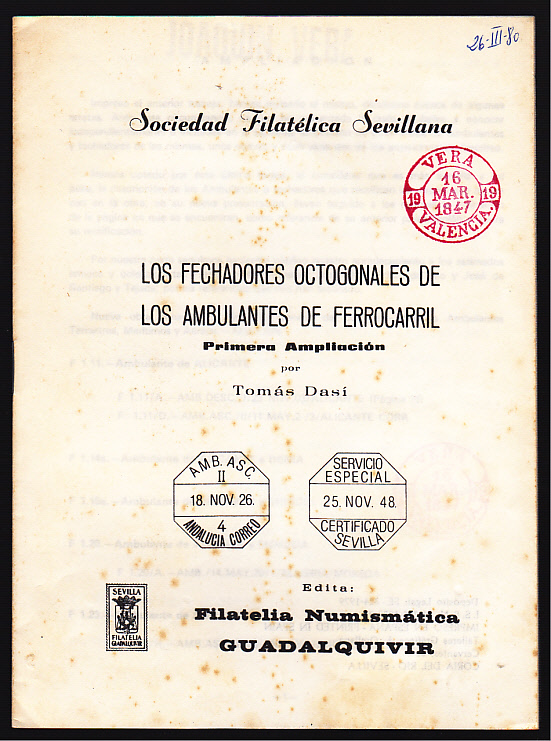 26-III-80
Sociedad Filatélica Sevillana
VERA
16
MAR.
1847
19 19
VALENCIA.
LOS FECHADORES OCTOGONALES DE
LOS AMBULANTES DE FERROCARRIL
Primera Ampliación
por
Tomás Dasí
AMB. ASC.
II
18. NOV. 26.
4
ANDALUCIA CORREO
SERVICIO
ESPECIAL
25. NOV. 48.
CERTIFICADO
SEVILLA
SEVILLA
FILATELIA
GUADALQUIVIR
Edita:
Filatelia Numismática
GUADALQUIVIR